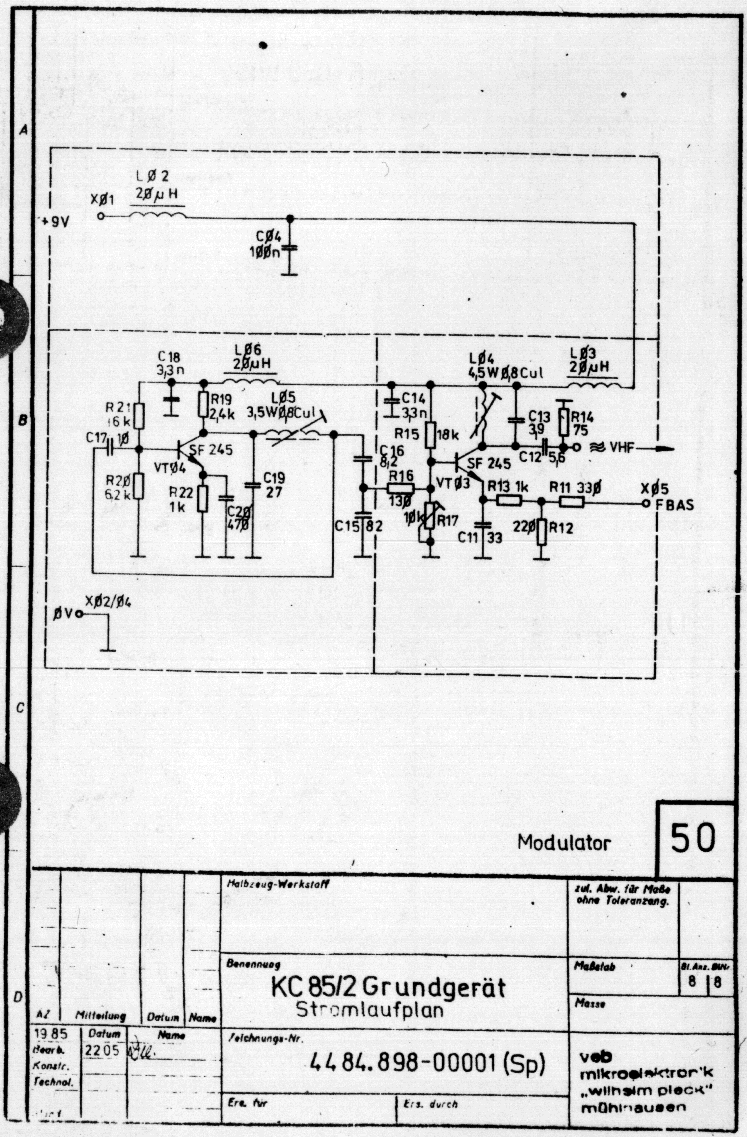 A
LØ2
2ØµH
XØ1
+9V
CØ4
1ØØn
B
C18
3,3n
LØ6
2ØµH
LØ4
4,5WØ,8Cul
LØ3
2ØµH
R19
2,4k
LØ5
3,5WØ,8Cul
C14
3,3n
R21
16k
C17 1Ø
R15 18k
C13
3,9
R14
75
SF 245
VTØ4
C16
8,2
SF 245
VTØ3
C12 5,6
VHF
R20
6,2k
R22
1k
C19
27
R16
13Ø
R13 1k
R11 33Ø
XØ5
FBAS
C20
47Ø
C15 82
1Øk R17
C11 33
22Ø R12
ØV XØ2/Ø4
C
Modulator
50
Halbzeug-Werkstoff
zul. Abw. für Maße
ohne Toleranzang.
D
Benennung
KC 85/2 Grundgerät
Stromlaufplan
Maßstab
Bl. Anz. Bl.Nr.
8 8
Masse
AZ Mitteilung Datum Name
1985 Datum Name
Bearb. 2205
Konstr.
Technol.
Zeichnungs-Nr.
44 84.898-00001 (Sp)
veb
mikroelektronik
„wilhelm pieck"
mühlhausen
Ers. für
Ers. durch